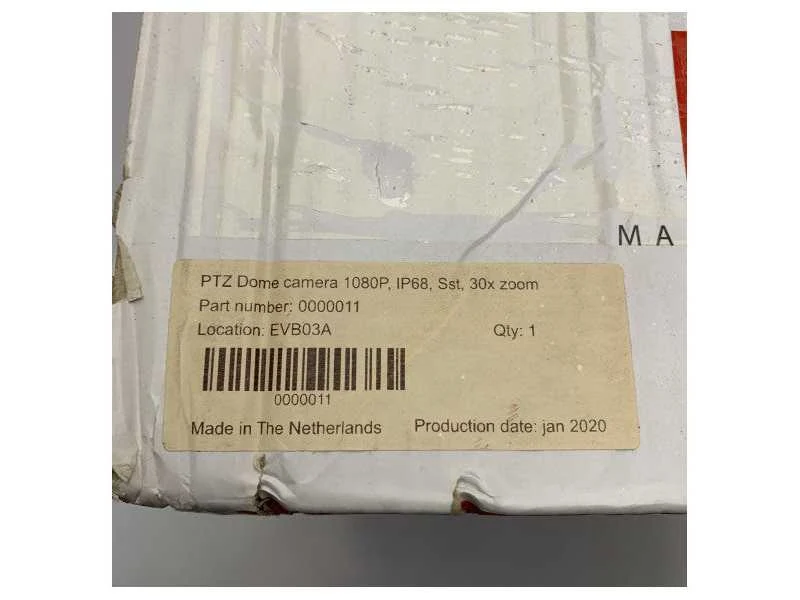 M A
PTZ Dome camera 1080P, IP68, Sst, 30x zoom
Part number: 0000011
Location: EVB03A Qty: 1
0000011
Made in The Netherlands Production date: jan 2020